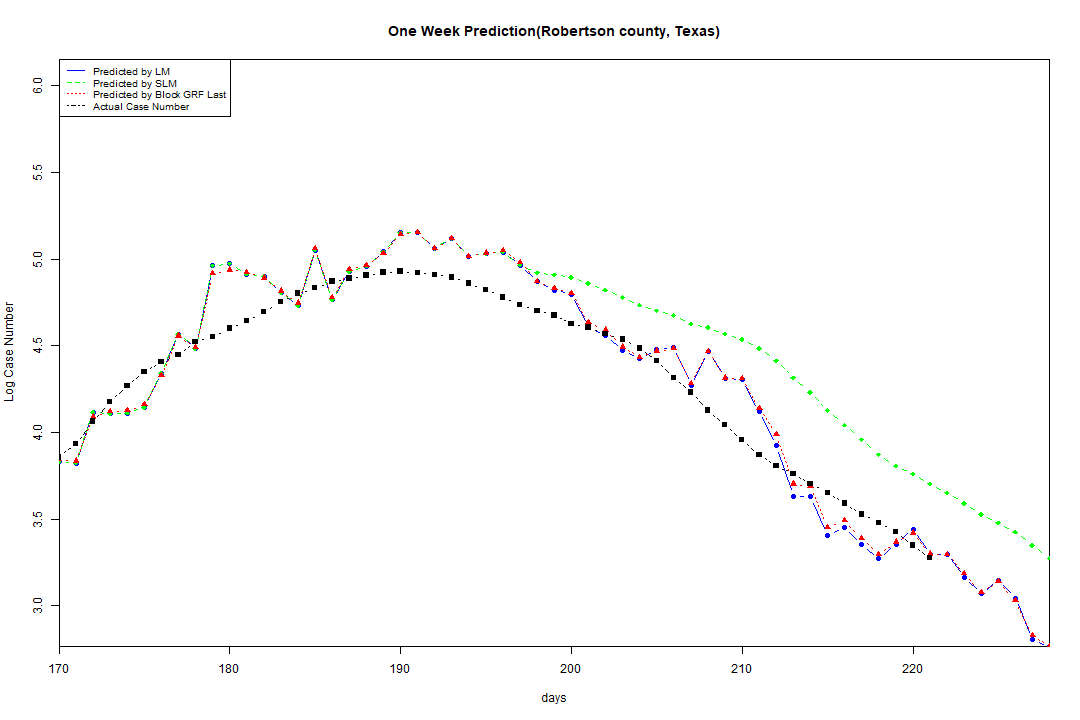 One Week Prediction(Robertson county, Texas)
Predicted by LM
Predicted by SLM
Predicted by Block GRF Last
Actual Case Number
6.0
5.5
5.0
4.5
4.0
3.5
3.0
Log Case Number
170 180 190 200 210 220
days